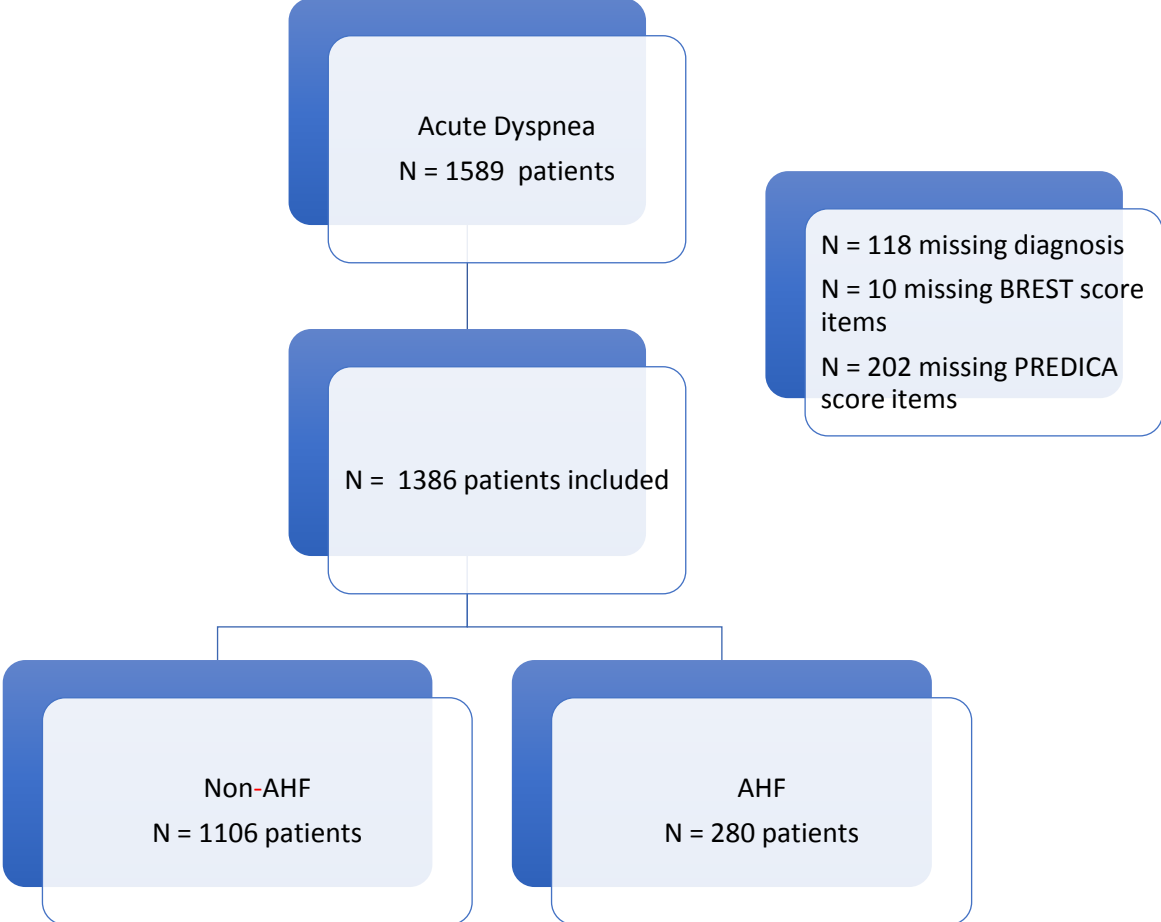 Acute Dyspnea
N = 1589 patients
N = 118 missing diagnosis
N = 10 missing BREST score
items
N = 202 missing PREDICA
score items
N = 1386 patients included
Non-AHF
N = 1106 patients
AHF
N = 280 patients